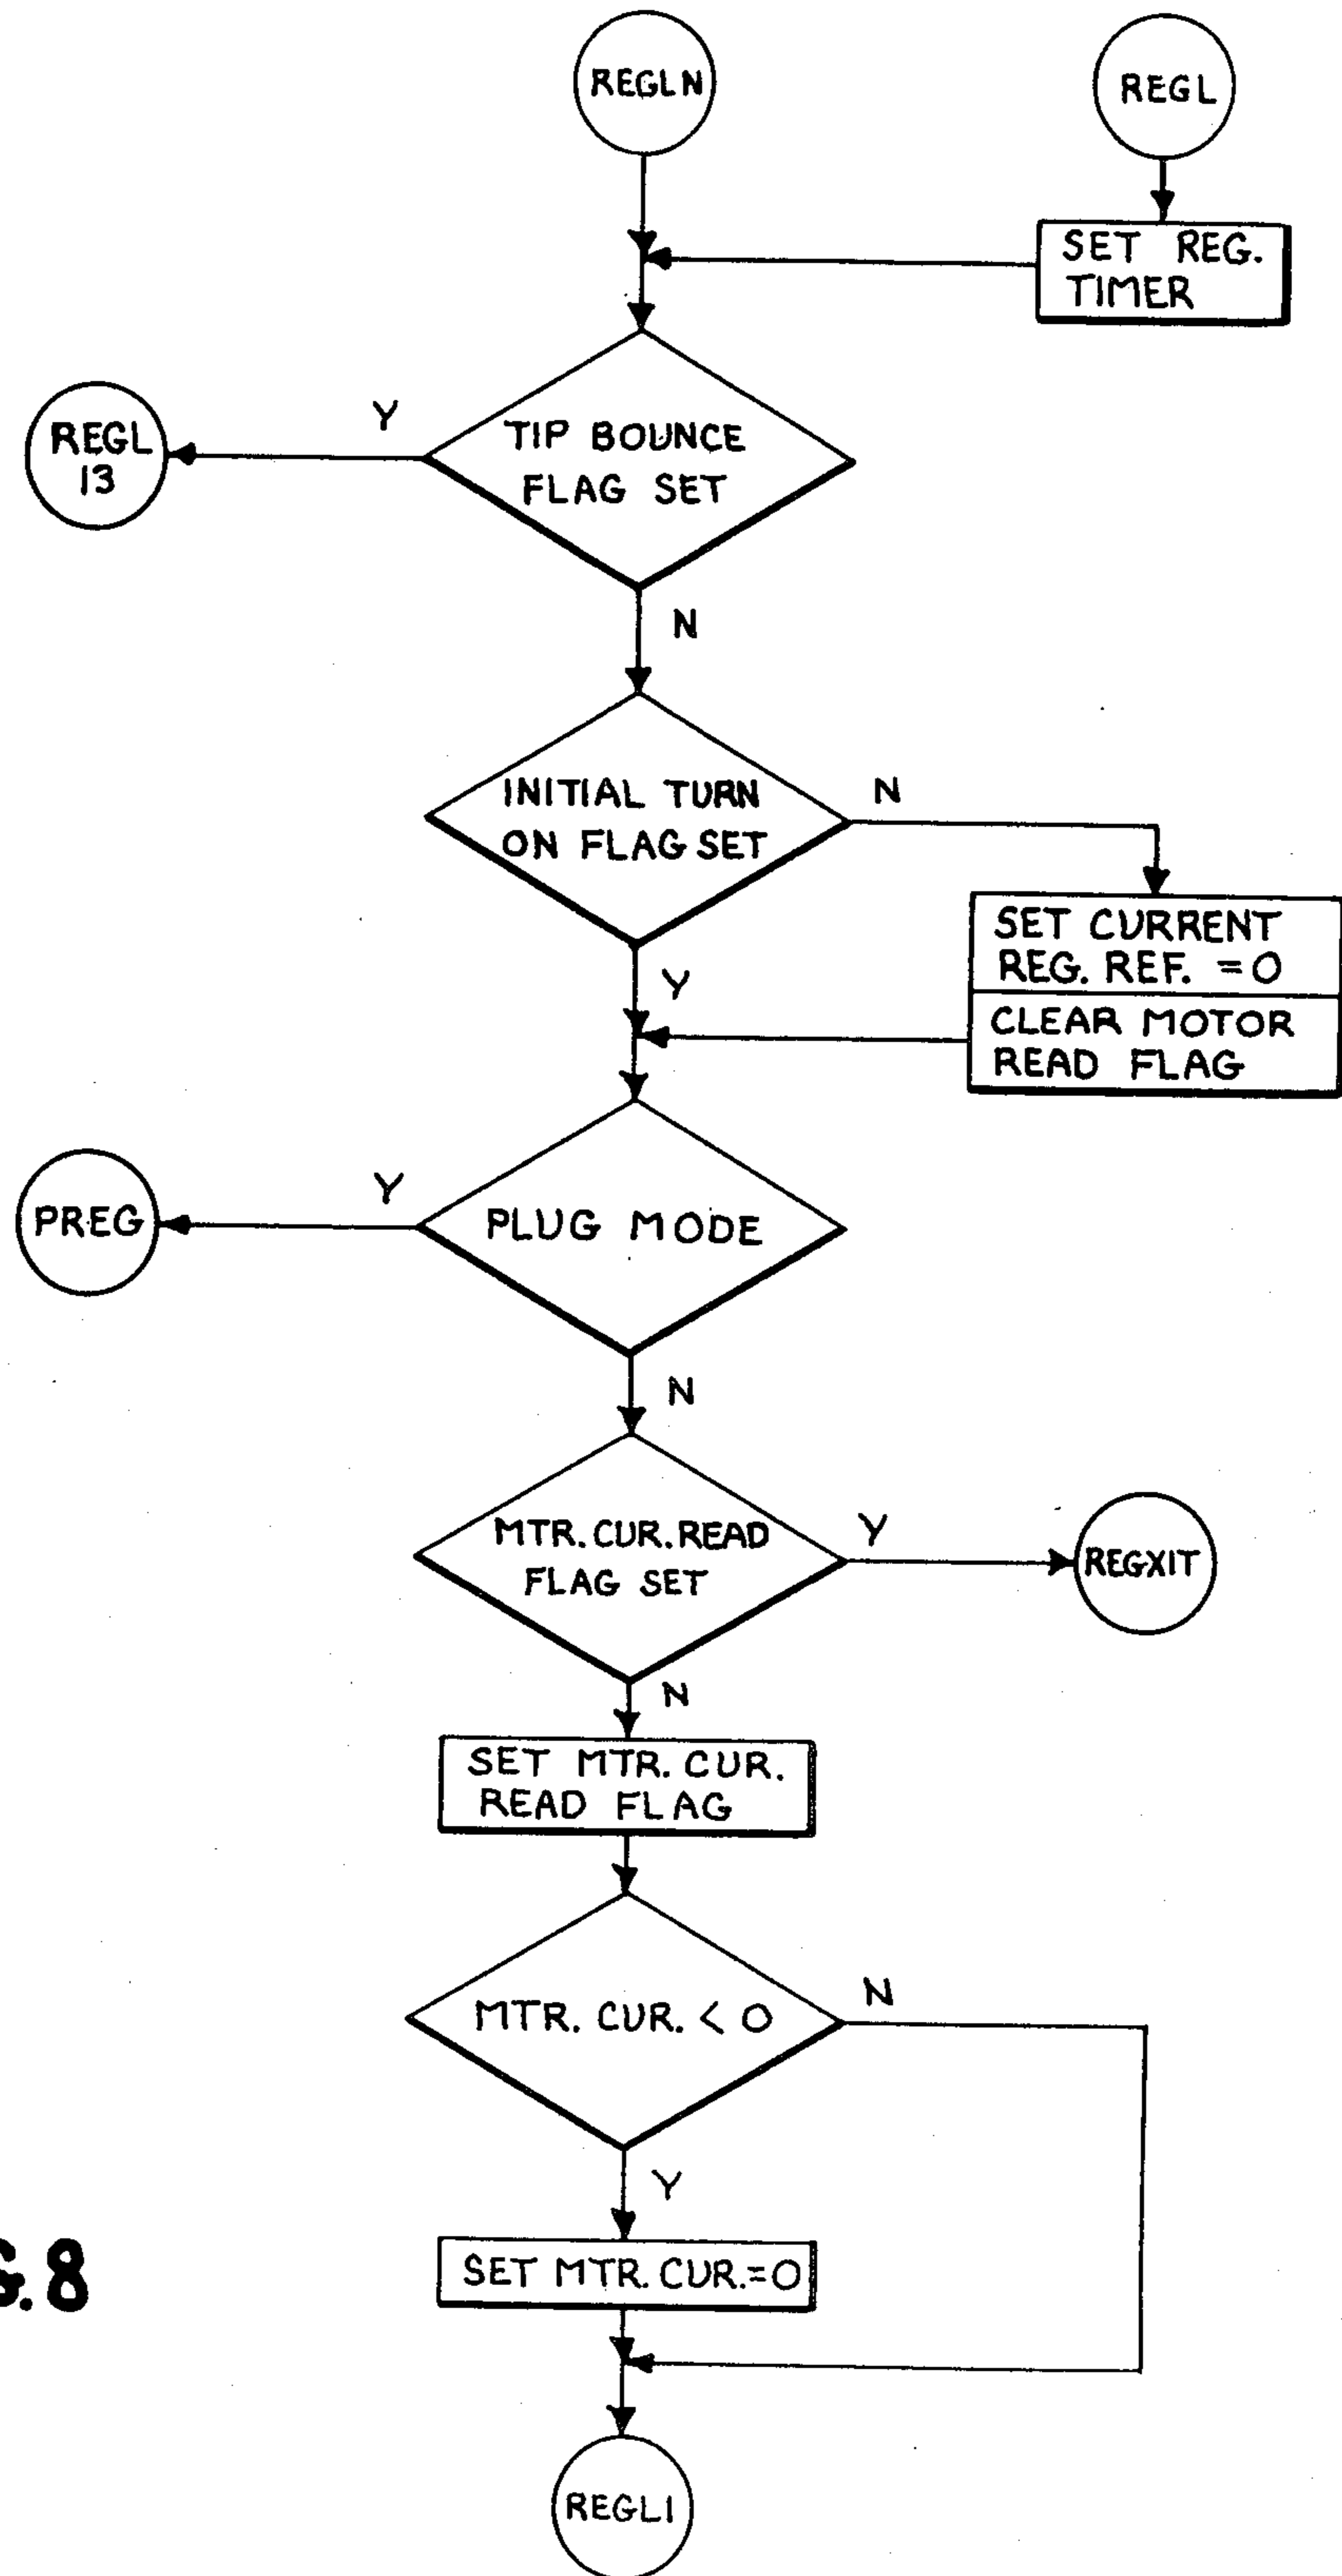 REGLN
REGL
SET REG.
TIMER
Y
REGL
13
TIP BOUNCE
FLAG SET
N
INITIAL TURN
ON FLAG SET
N
SET CURRENT
REG. REF. = 0
CLEAR MOTOR
READ FLAG
Y
Y
PREG
PLUG MODE
N
MTR. CUR. READ
FLAG SET
Y
REGXIT
N
SET MTR. CUR.
READ FLAG
MTR. CUR. < 0
N
Y
SET MTR. CUR. = 0
G. 8
REGL1